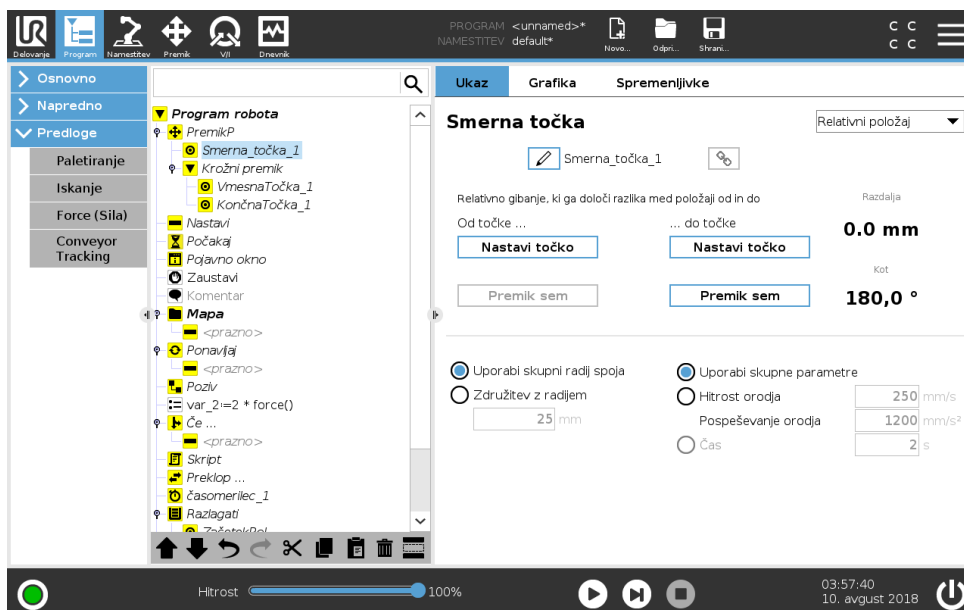 UR
Delovanje
Program
Namestitev
Premik
V/I
Dnevnik
PROGRAM <unnamed>*
NAMESTITEV default*
Novo...
Odpri...
Shrani...
C C
C C
Osnovno
Napredno
Predloge
Paletiranje
Iskanje
Force (Sila)
Conveyor
Tracking
Program robota
PremikP
Smerna_točka_1
Krožni premik
VmesnaTočka_1
KončnaTočka_1
Nastavi
Počakaj
Pojavno okno
Zaustavi
Komentar
Mapa
<prazno>
Ponavljaj
<prazno>
Poziv
var_2:=2 * force()
Če ...
<prazno>
Skript
Preklop ...
časomerilec_1
Razlagati
ZačetekPol
Ukaz
Grafika
Spremenljivke
Smerna točka
Relativni položaj
Smerna_točka_1
Relativno gibanje, ki ga določi razlika med položaji od in do
Razdalja
Od točke ...
... do točke
0.0 mm
Nastavi točko
Nastavi točko
Kot
Premik sem
Premik sem
180,0 °
Uporabi skupni radij spoja
Uporabi skupne parametre
Združitev z radijem
Hitrost orodja
250 mm/s
25 mm
Pospeševanje orodja
1200 mm/s²
Čas
2 s
Hitrost
100%
03:57:40
10. avgust 2018